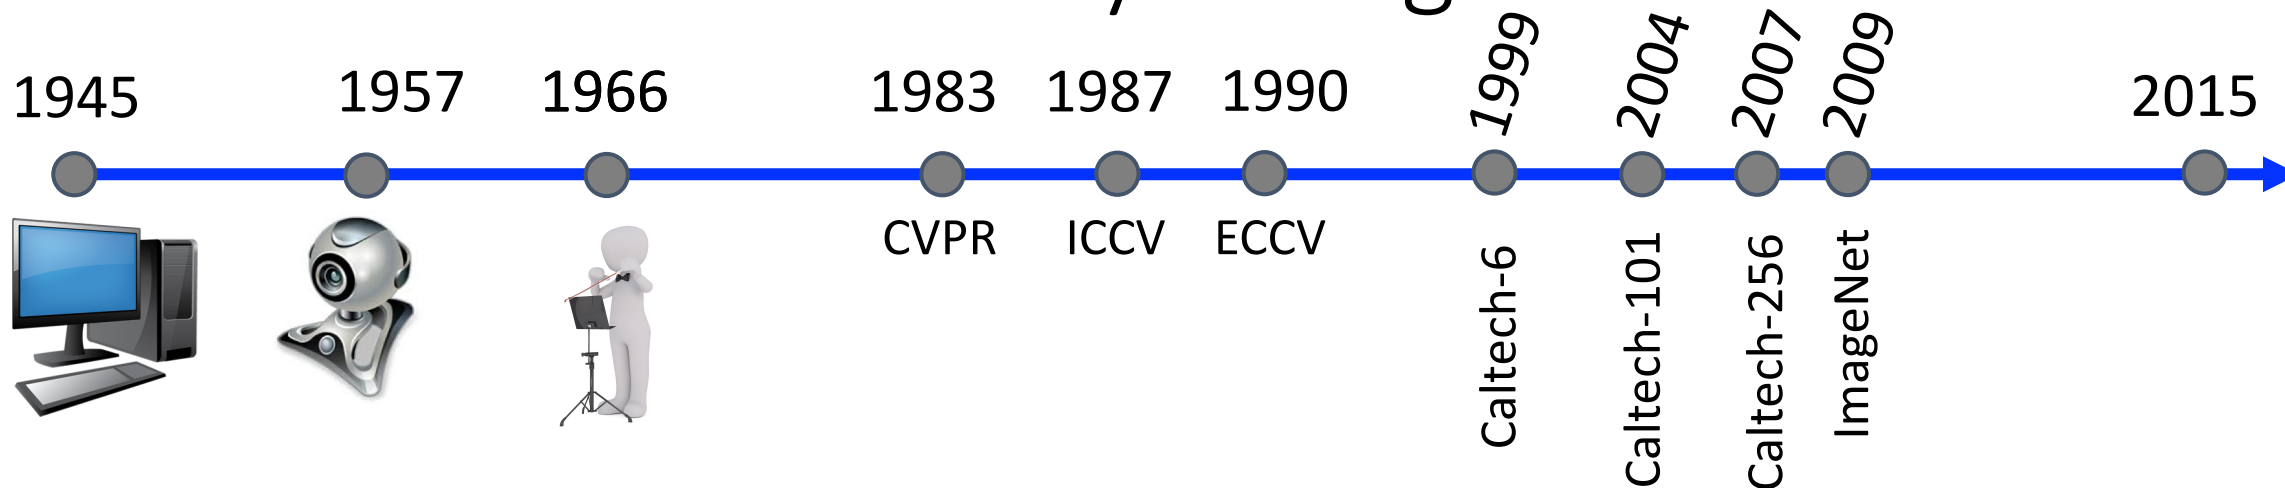 1945 1957 1966 1983 1987 1990 1999 2004 2007 2009 2015
CVPR ICCV ECCV
Caltech-6
Caltech-101
Caltech-256
ImageNet